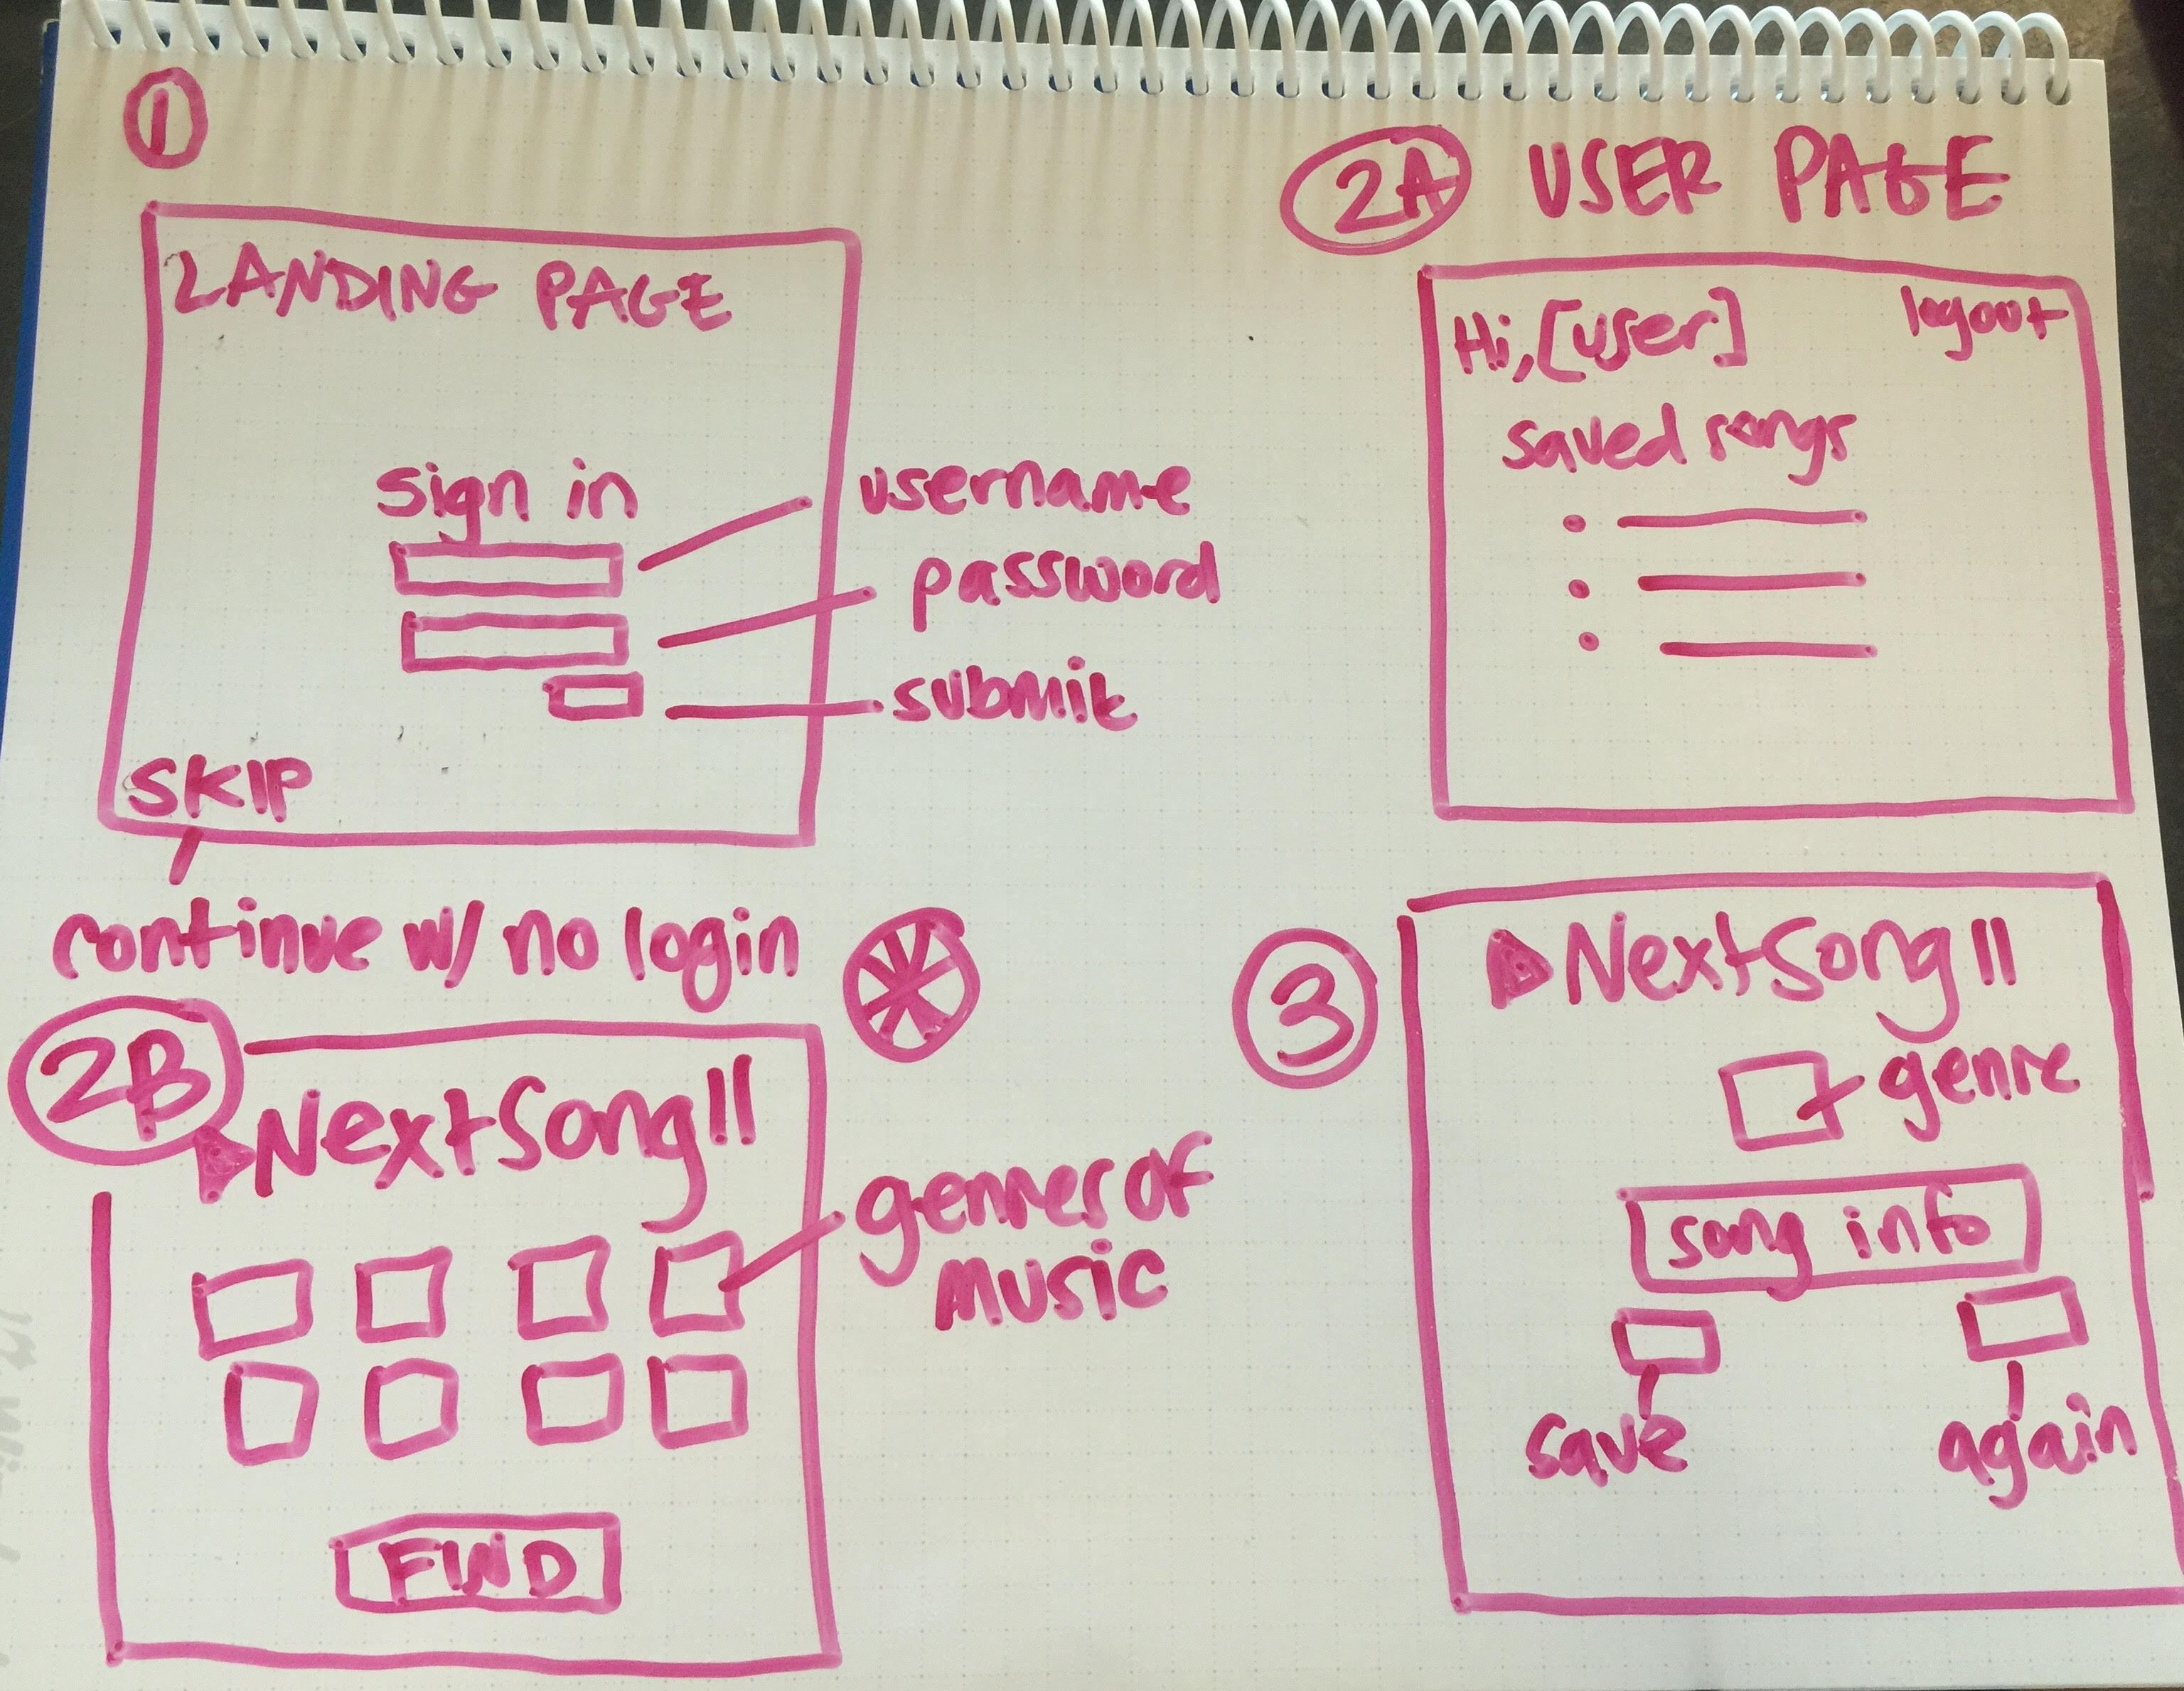 1
LANDING PAGE
sign in
username
password
submit
SKIP
continue w/ no login
2A USER PAGE
Hi, [user] logout
saved songs
2B
NextSong
genres of
music
FIND
3
NextSong
genre
song info
save
again